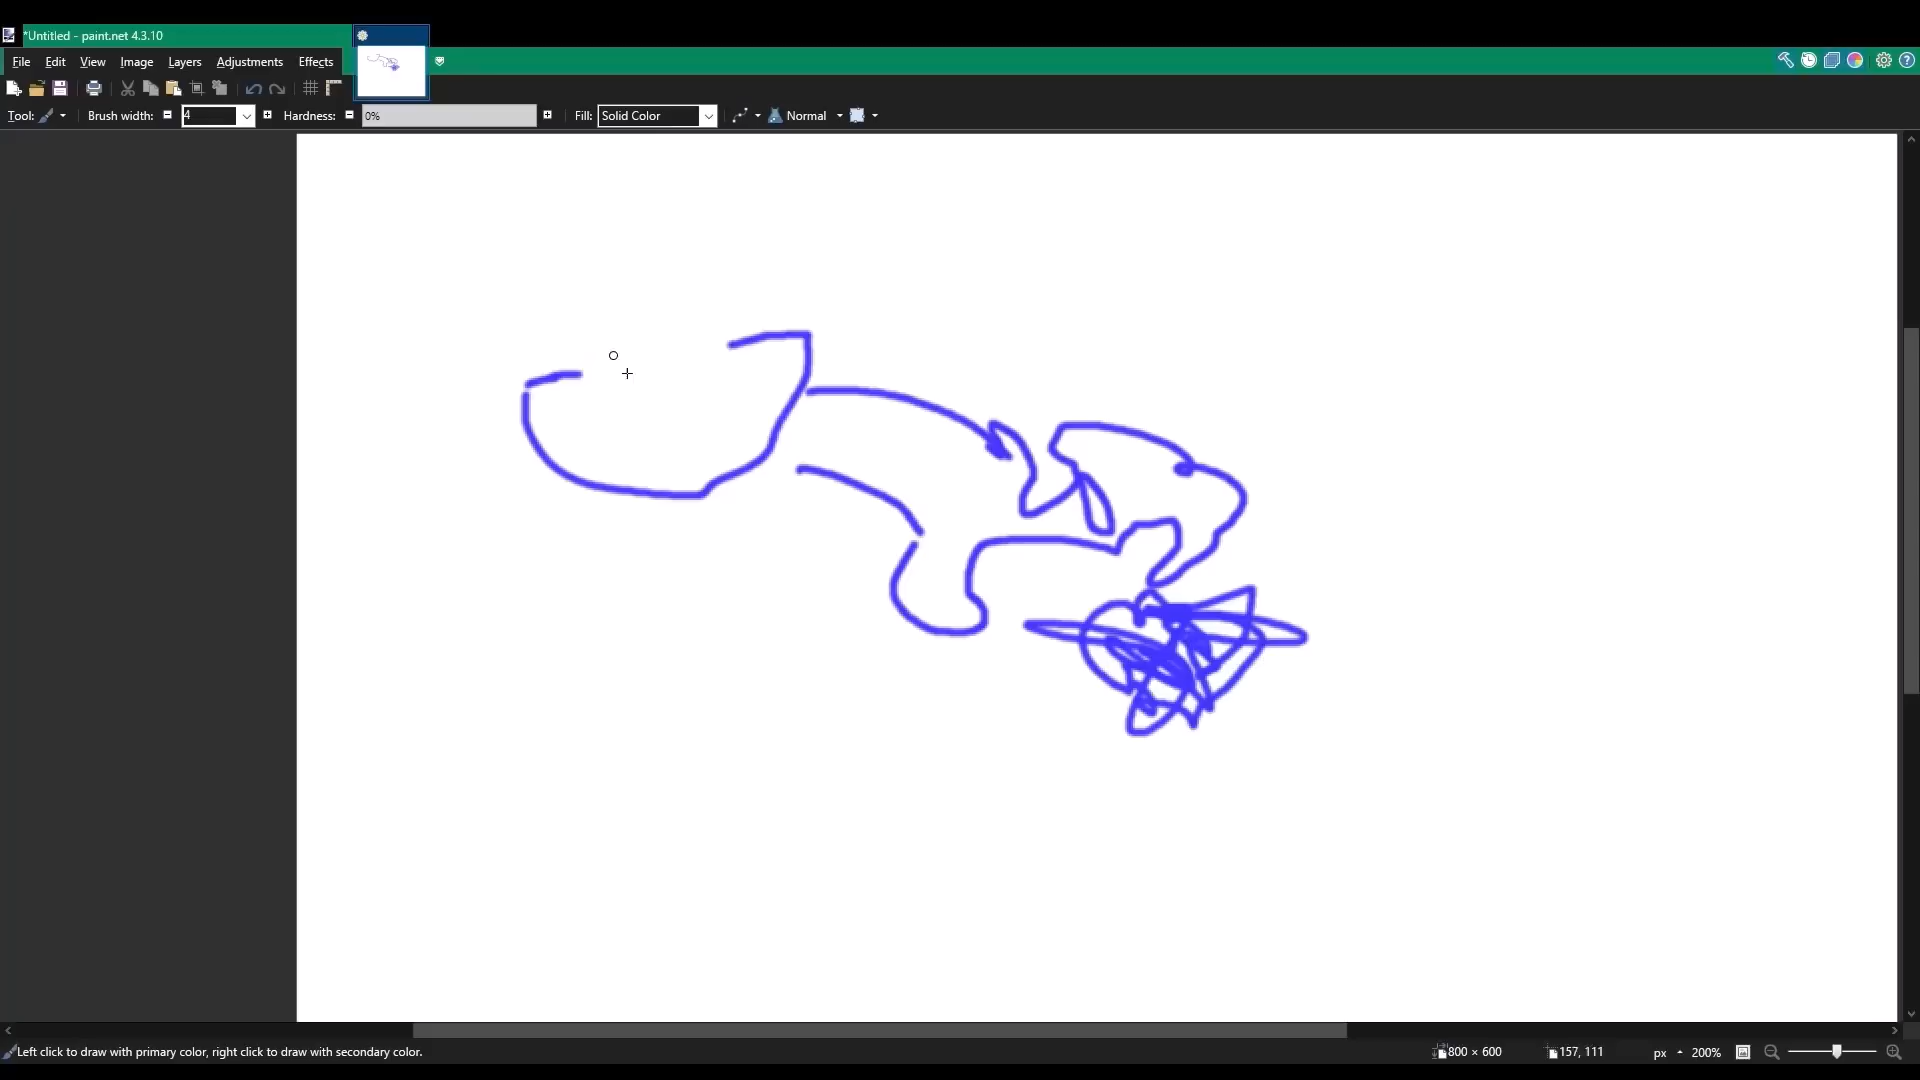 *Untitled - paint.net 4.3.10
File Edit View Image Layers Adjustments Effects
Tool: Brush width: 4 Hardness: 0% Fill: Solid Color Normal
Left click to draw with primary color, right click to draw with secondary color. 800 × 600 157, 111 px 200%